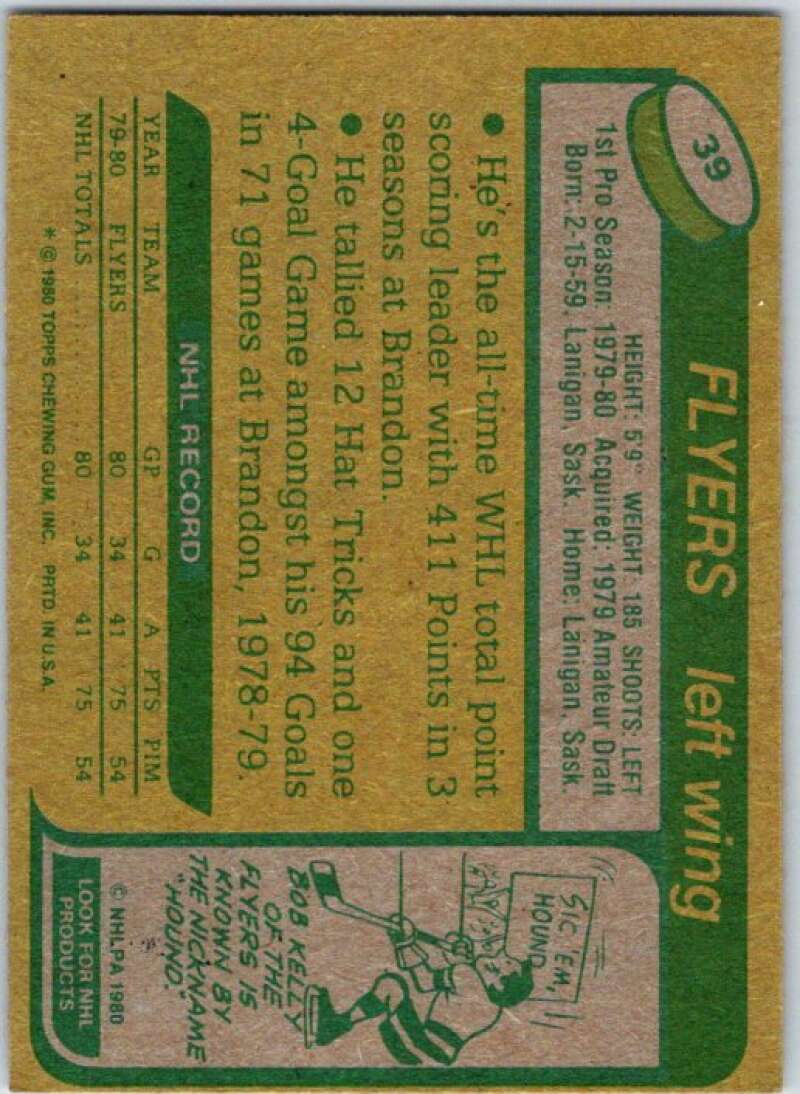 39
FLYERS left wing
HEIGHT: 5'9" WEIGHT: 185 SHOOTS: LEFT
1st Pro Season: 1979-80 Acquired: 1979 Amateur Draft
Born: 2-15-59, Lanigan, Sask. Home: Lanigan, Sask.
● He's the all-time WHL total point
scoring leader with 411 Points in 3
seasons at Brandon.
● He tallied 12 Hat Tricks and one
4-Goal Game amongst his 94 Goals
in 71 games at Brandon, 1978-79.
NHL RECORD
YEAR TEAM GP G A PTS PIM
79-80 FLYERS 80 34 41 75 54
NHL TOTALS 80 34 41 75 54
* © 1980 TOPPS CHEWING GUM, INC. PRTD. IN U.S.A.
SIC 'EM,
HOUND
BOB KELLY
OF THE
FLYERS IS
KNOWN BY
THE NICKNAME
"HOUND."
© NHLPA 1980
LOOK FOR NHL
PRODUCTS